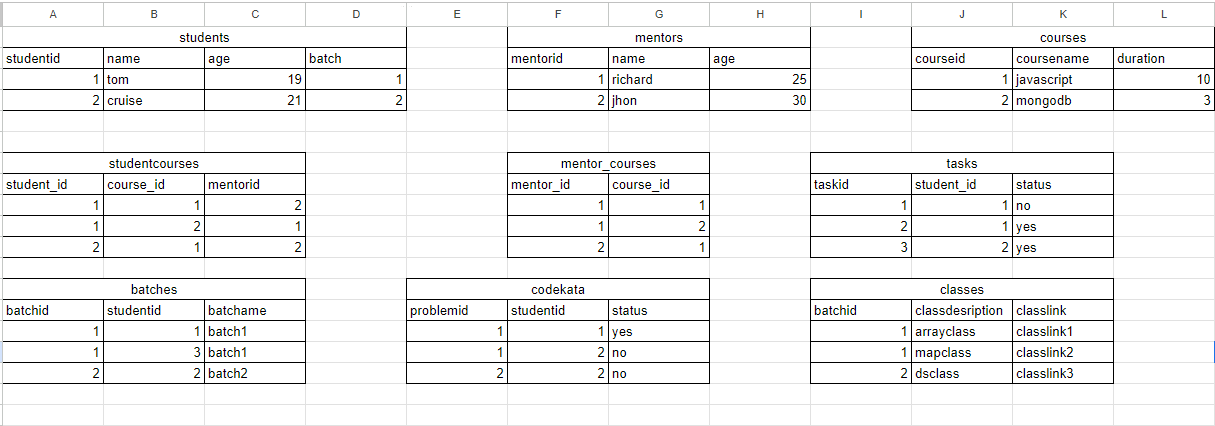 A B C D E F G H I J K L
students mentors courses
studentid name age batch mentorid name age courseid coursename duration
1 tom 19 1 1 richard 25 1 javascript 10
2 cruise 21 2 2 jhon 30 2 mongodb 3
studentcourses mentor_courses tasks
student_id course_id mentorid mentor_id course_id taskid student_id status
1 1 2 1 1 1 1 no
1 2 1 1 2 2 1 yes
2 1 2 2 1 3 2 yes
batches codekata classes
batchid studentid batchame problemid studentid status batchid classdesription classlink
1 1 batch1 1 1 yes 1 arrayclass classlink1
1 3 batch1 1 2 no 1 mapclass classlink2
2 2 batch2 2 2 no 2 dsclass classlink3